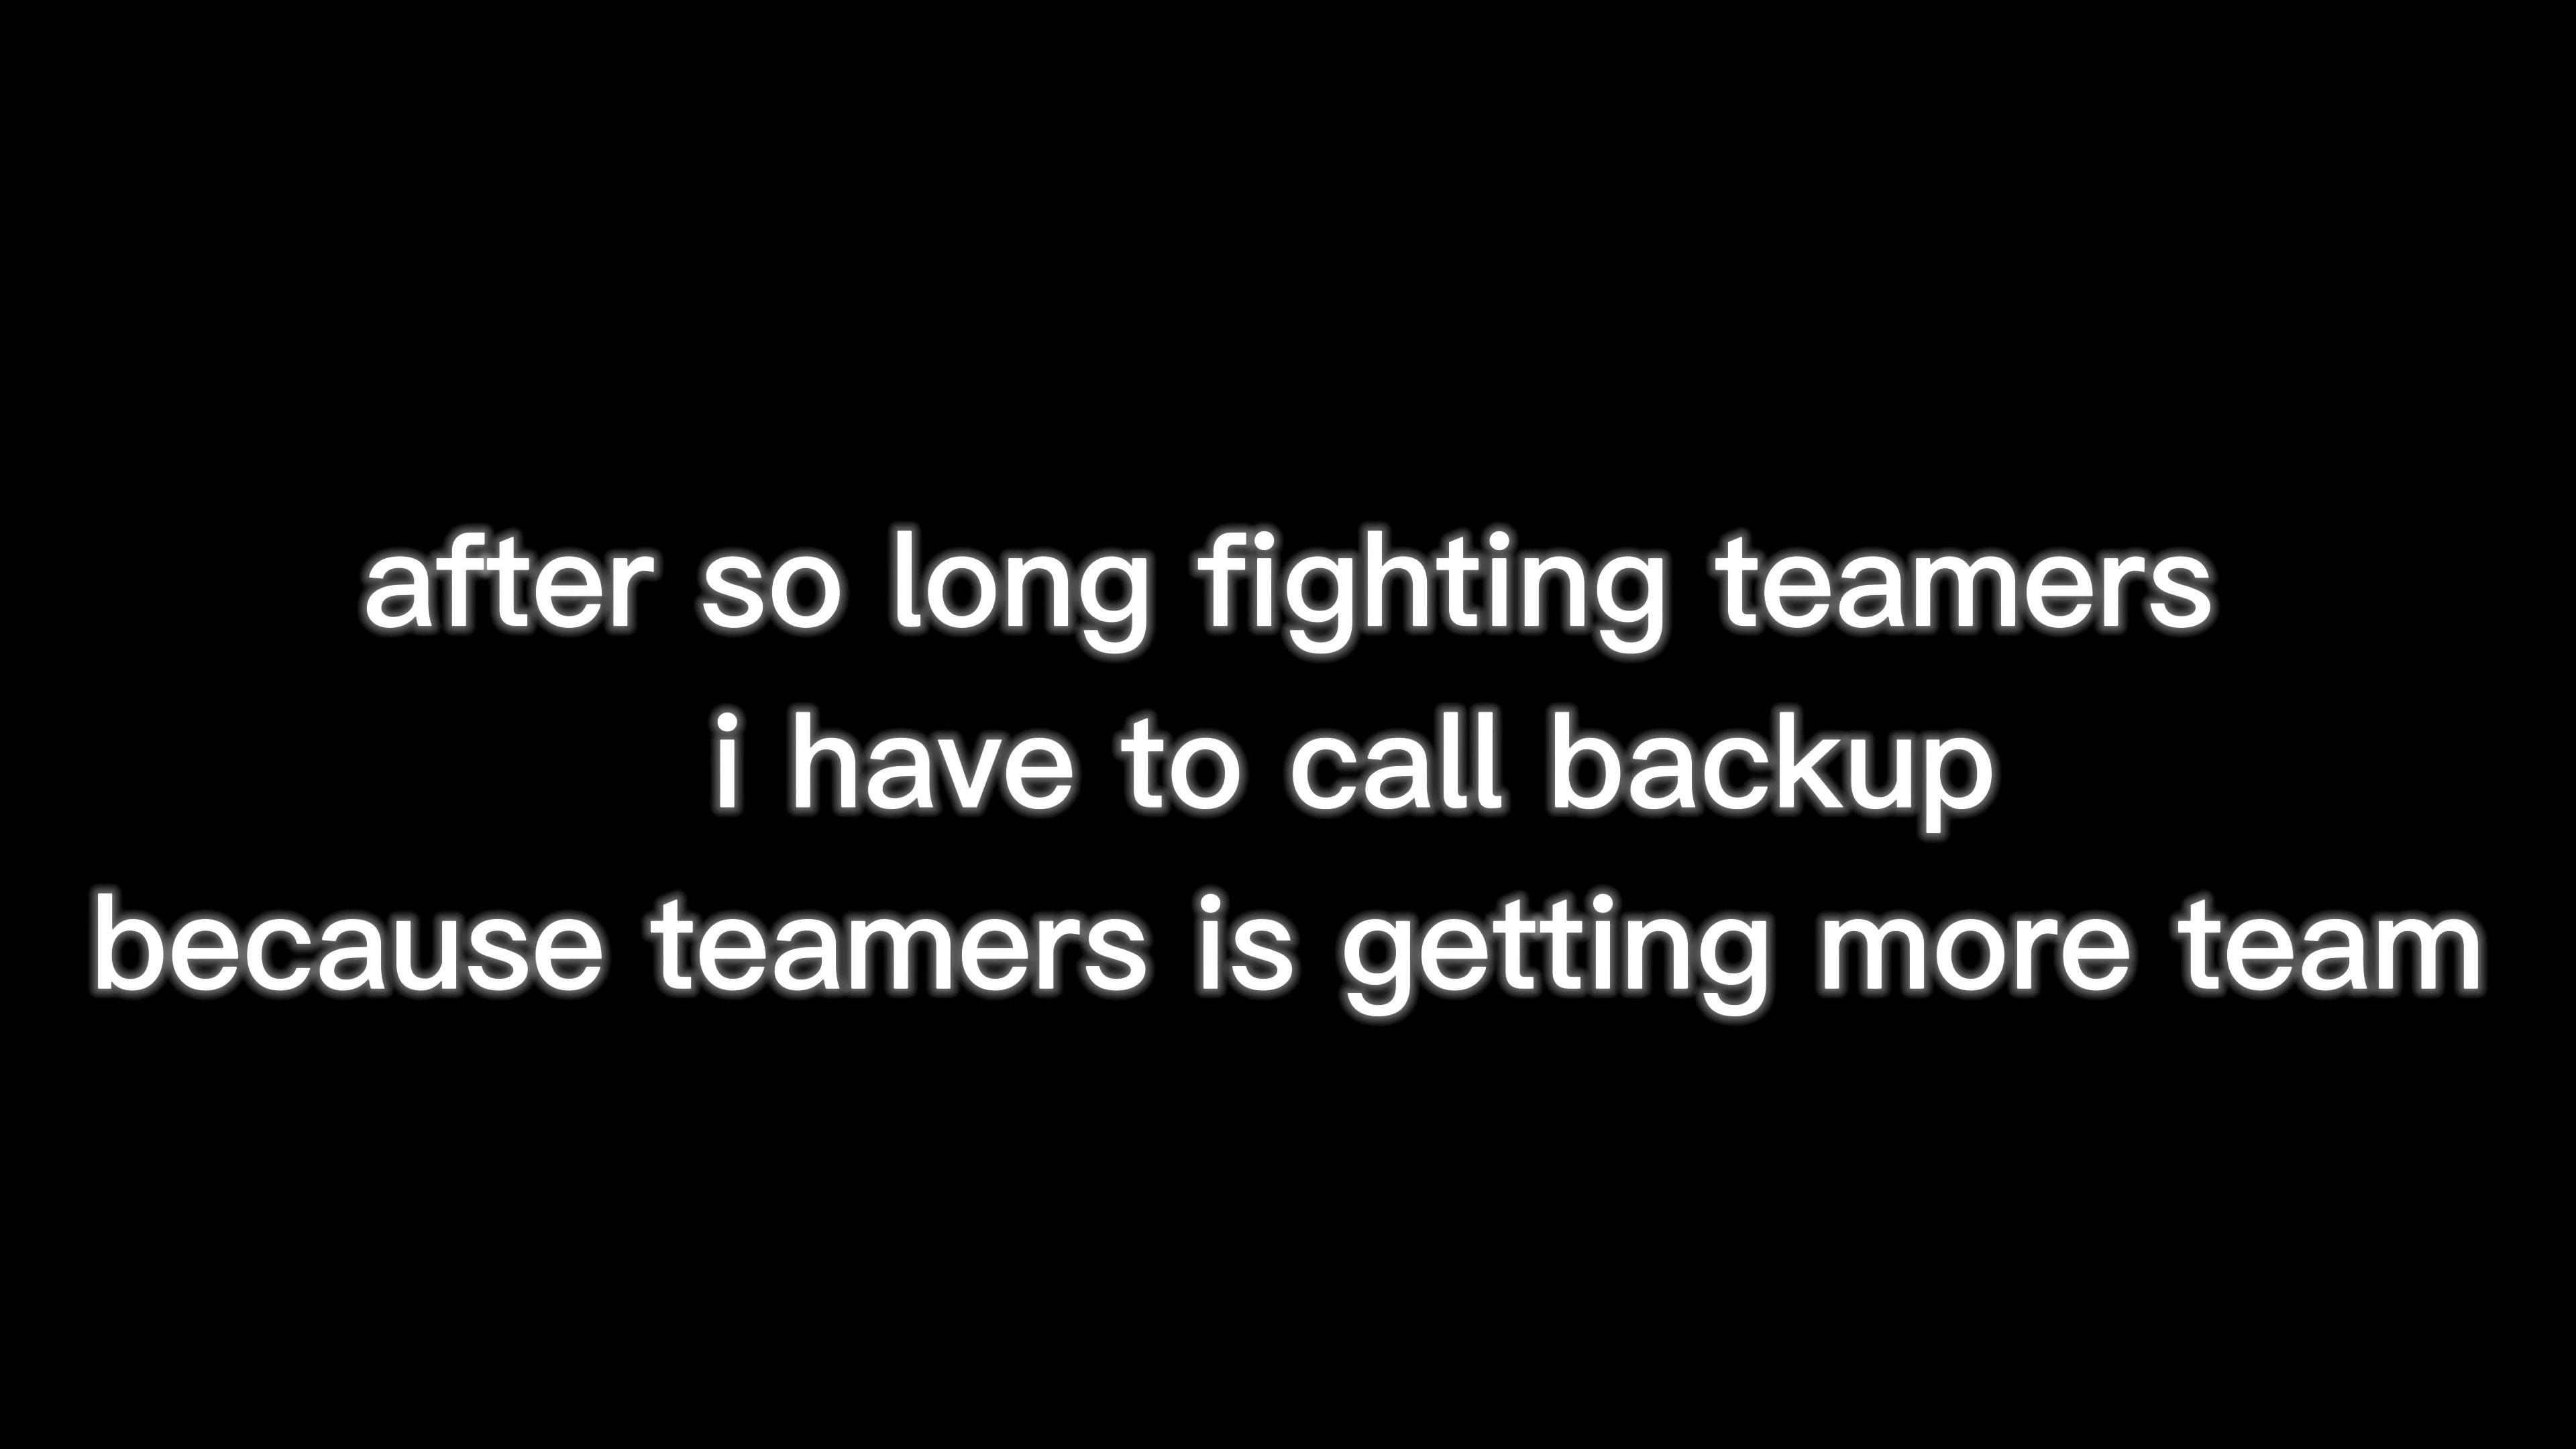 after so long fighting teamers
i have to call backup
because teamers is getting more team